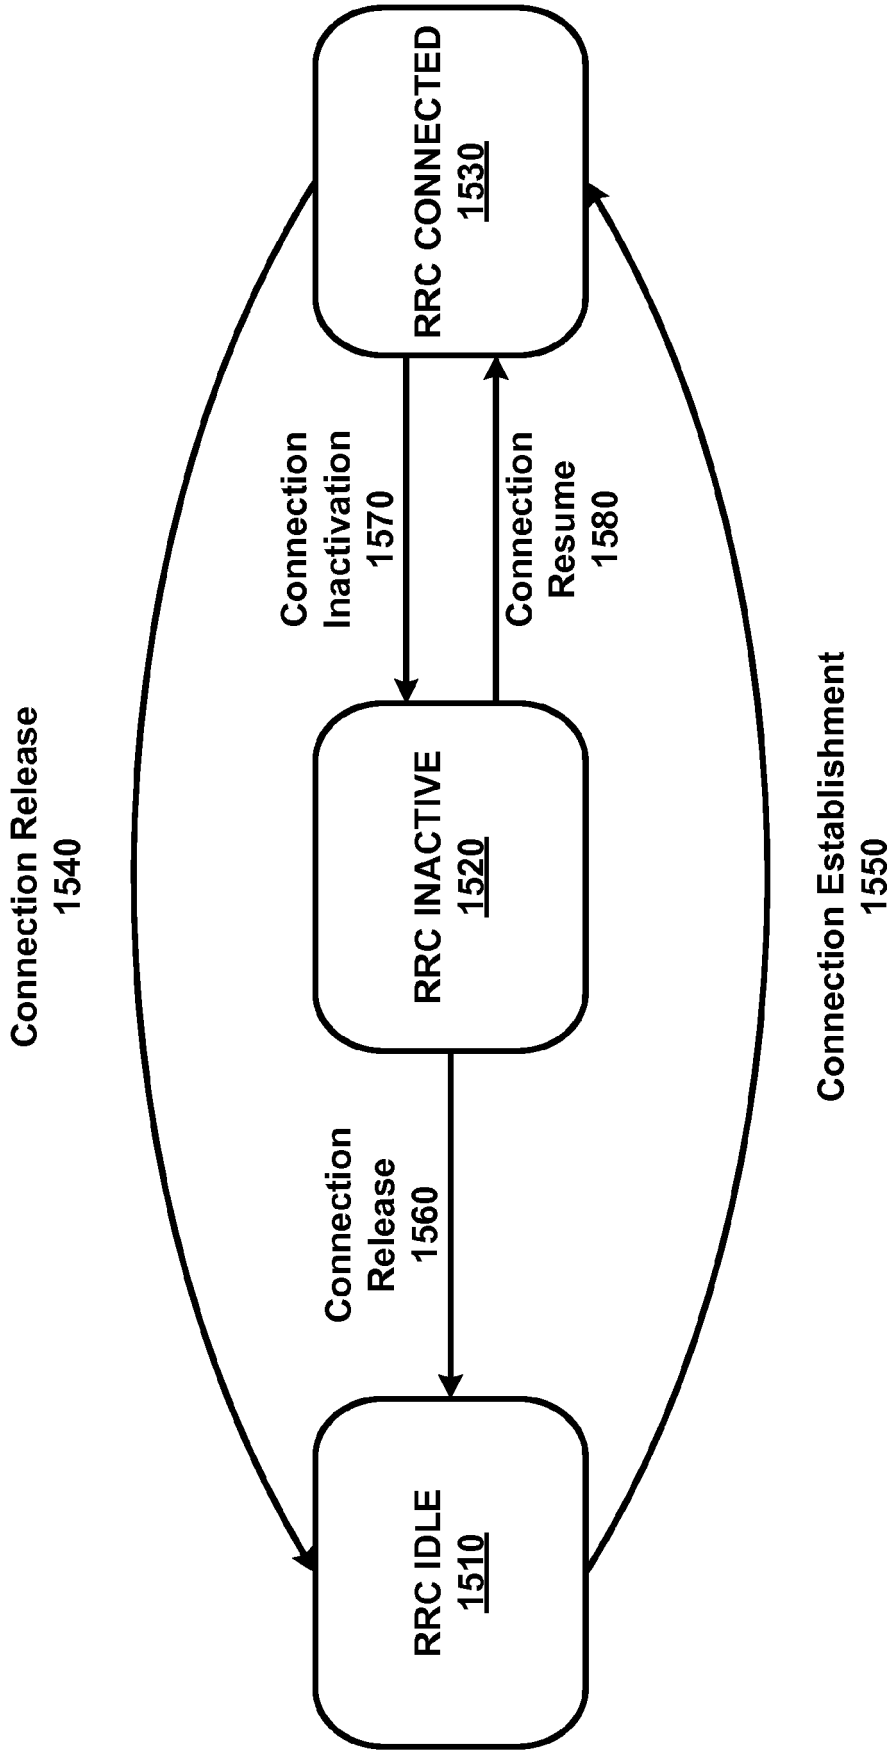 Connection Release
1540
RRC IDLE
1510
Connection
Release
1560
RRC INACTIVE
1520
Connection
Inactivation
1570
Connection
Resume
1580
RRC CONNECTED
1530
Connection Establishment
1550